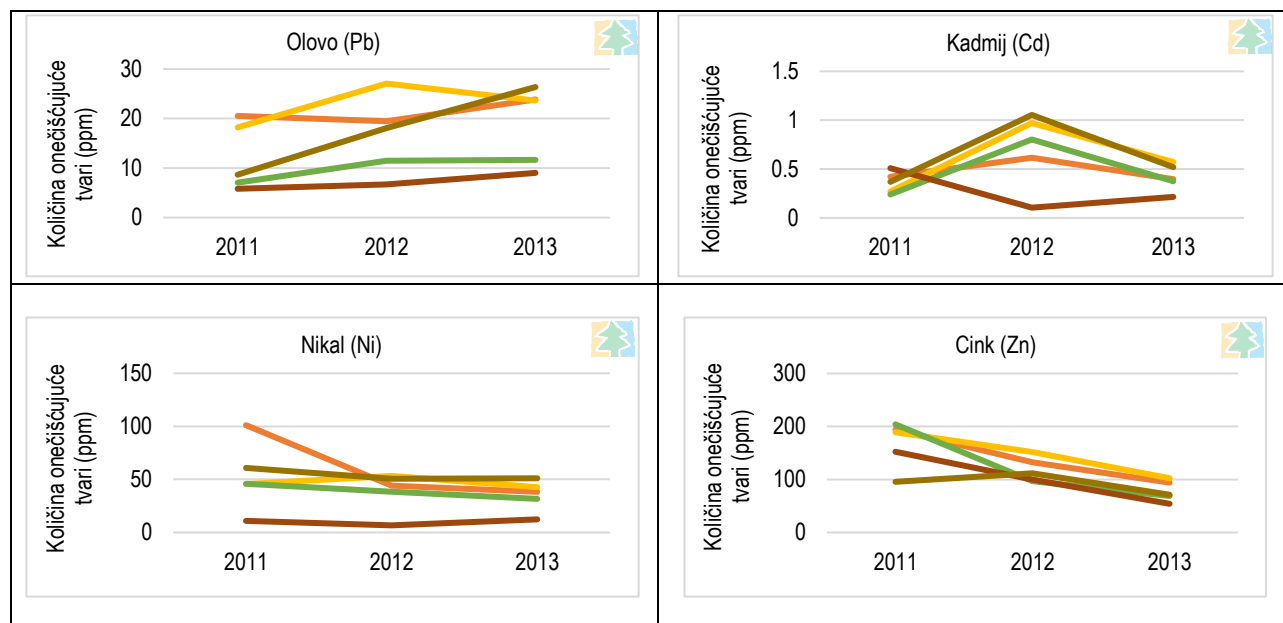 Olovo (Pb)
Količina onečišćujuće
tvari (ppm)
30
20
10
0
2011 2012 2013
Kadmij (Cd)
Količina onečišćujuće
tvari (ppm)
1.5
1
0.5
0
2011 2012 2013
Nikal (Ni)
Količina onečišćujuće
tvari (ppm)
150
100
50
0
2011 2012 2013
Cink (Zn)
Količina onečišćujuće
tvari (ppm)
300
200
100
0
2011 2012 2013